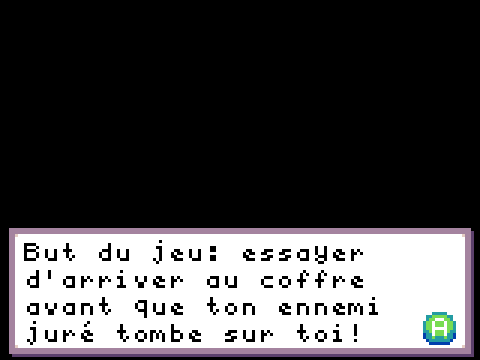 But du jeu: essayer
d'arriver au coffre
avant que ton ennemi
juré tombe sur toi!
A